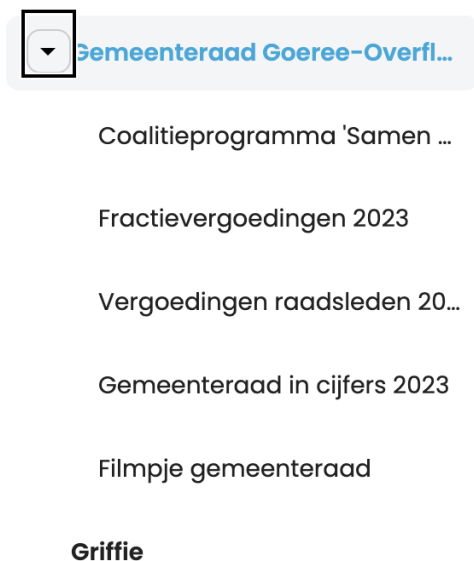 Gemeenteraad Goeree-Overfl...
Coalitieprogramma 'Samen ...
Fractievergoedingen 2023
Vergoedingen raadsleden 20...
Gemeenteraad in cijfers 2023
Filmpje gemeenteraad
Griffie